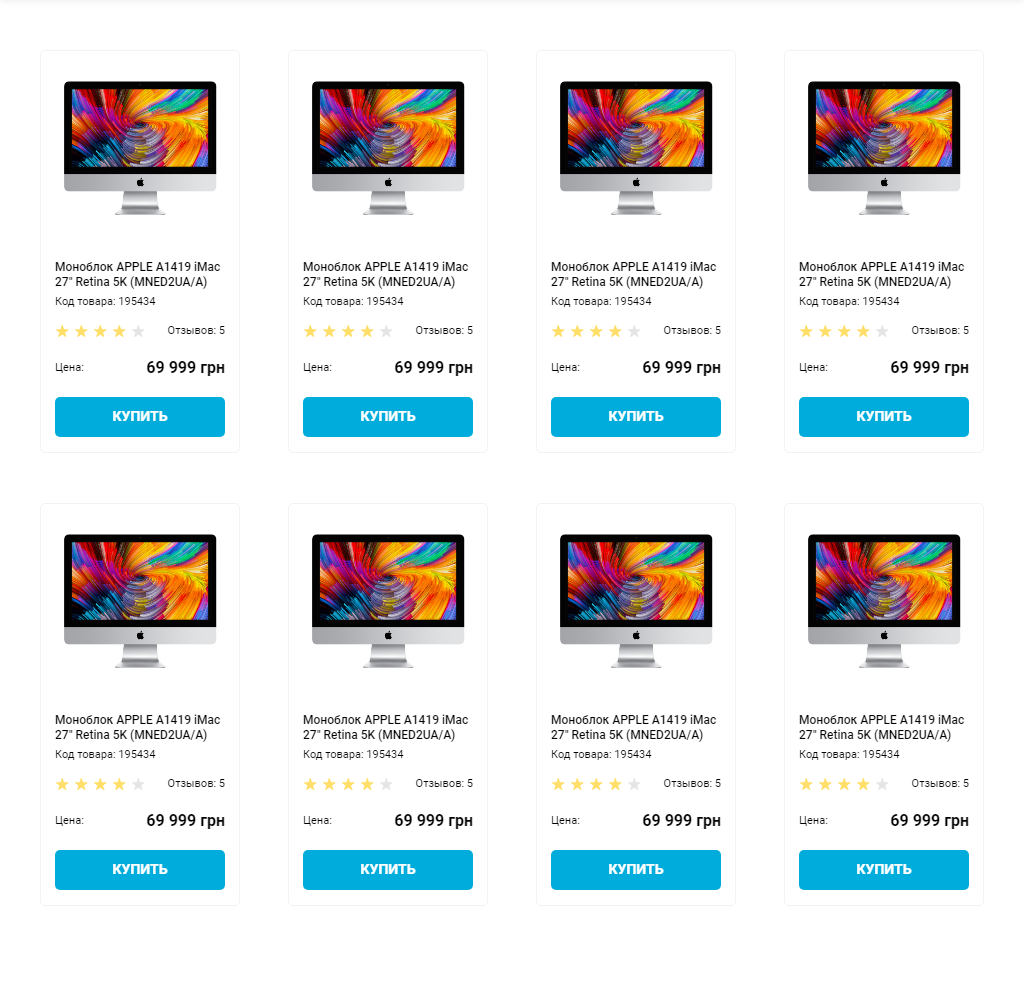 Моноблок APPLE A1419 iMac
27" Retina 5K (MNED2UA/A)
Код товара: 195434
Отзывов: 5
Цена: 69 999 грн
КУПИТЬ
Моноблок APPLE A1419 iMac
27" Retina 5K (MNED2UA/A)
Код товара: 195434
Отзывов: 5
Цена: 69 999 грн
КУПИТЬ
Моноблок APPLE A1419 iMac
27" Retina 5K (MNED2UA/A)
Код товара: 195434
Отзывов: 5
Цена: 69 999 грн
КУПИТЬ
Моноблок APPLE A1419 iMac
27" Retina 5K (MNED2UA/A)
Код товара: 195434
Отзывов: 5
Цена: 69 999 грн
КУПИТЬ
Моноблок APPLE A1419 iMac
27" Retina 5K (MNED2UA/A)
Код товара: 195434
Отзывов: 5
Цена: 69 999 грн
КУПИТЬ
Моноблок APPLE A1419 iMac
27" Retina 5K (MNED2UA/A)
Код товара: 195434
Отзывов: 5
Цена: 69 999 грн
КУПИТЬ
Моноблок APPLE A1419 iMac
27" Retina 5K (MNED2UA/A)
Код товара: 195434
Отзывов: 5
Цена: 69 999 грн
КУПИТЬ
Моноблок APPLE A1419 iMac
27" Retina 5K (MNED2UA/A)
Код товара: 195434
Отзывов: 5
Цена: 69 999 грн
КУПИТЬ